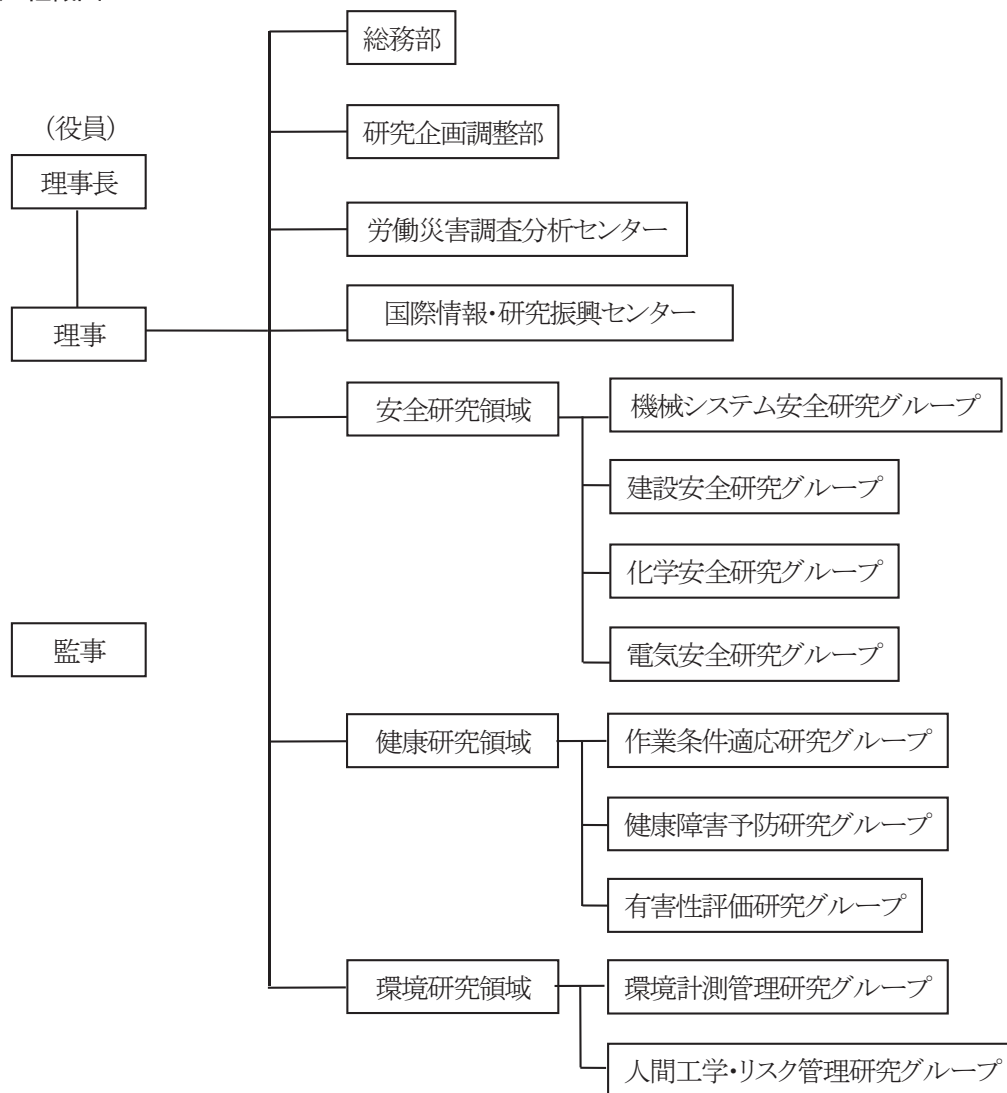 総務部
(役員)
研究企画調整部
理事長
労働災害調査分析センター
国際情報・研究振興センター
理事
安全研究領域
機械システム安全研究グループ
建設安全研究グループ
化学安全研究グループ
監事
電気安全研究グループ
健康研究領域
作業条件適応研究グループ
健康障害予防研究グループ
有害性評価研究グループ
環境研究領域
環境計測管理研究グループ
人間工学・リスク管理研究グループ